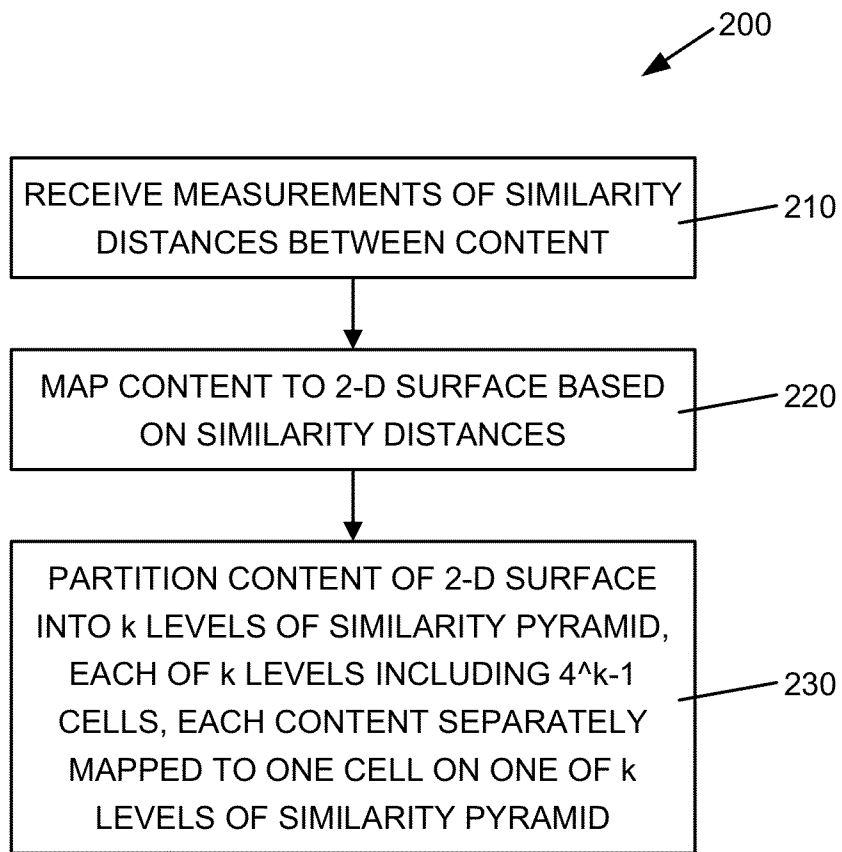 200
RECEIVE MEASUREMENTS OF SIMILARITY
DISTANCES BETWEEN CONTENT
210
MAP CONTENT TO 2-D SURFACE BASED
ON SIMILARITY DISTANCES
220
PARTITION CONTENT OF 2-D SURFACE
INTO k LEVELS OF SIMILARITY PYRAMID,
EACH OF k LEVELS INCLUDING 4^k-1
CELLS, EACH CONTENT SEPARATELY
MAPPED TO ONE CELL ON ONE OF k
LEVELS OF SIMILARITY PYRAMID
230